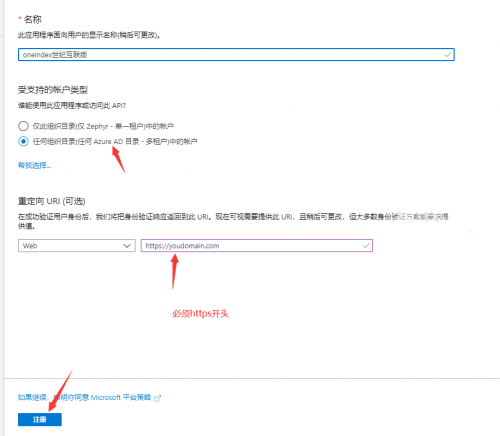 * 名称
此应用程序面向用户的显示名称(稍后可更改)。
oneindex世纪互联版
受支持的帐户类型
谁能使用此应用程序或访问此 API?
仅此组织目录(仅 Zephyr - 单一租户)中的帐户
任何组织目录(任何 Azure AD 目录 - 多租户)中的帐户
帮我选择...
重定向 URI (可选)
在成功验证用户身份后，我们将把身份验证响应返回到此 URI。现在可视需要提供此 URI，且稍后可更改，但大多数身份验证方案都要求提
供值。
Web
https://youdomain.com
必须https开头
如果继续，表明你同意 Microsoft 平台策略
注册